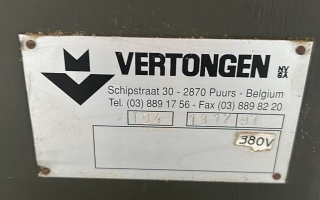 VERTONGEN NV SA
Schipstraat 30 - 2870 Puurs - Belgium
Tel. (03) 889 17 56 - Fax (03) 889 82 20
380V